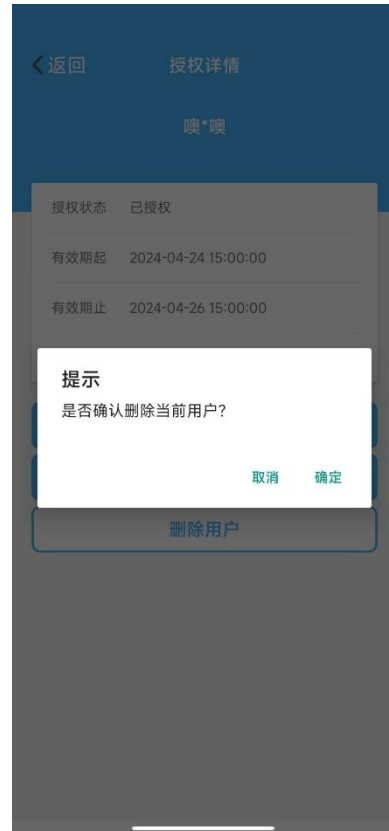 返回
授权详情
噢*噢
授权状态 已授权
有效期起 2024-04-24 15:00:00
有效期止 2024-04-26 15:00:00
提示
是否确认删除当前用户?
取消 确定
删除用户